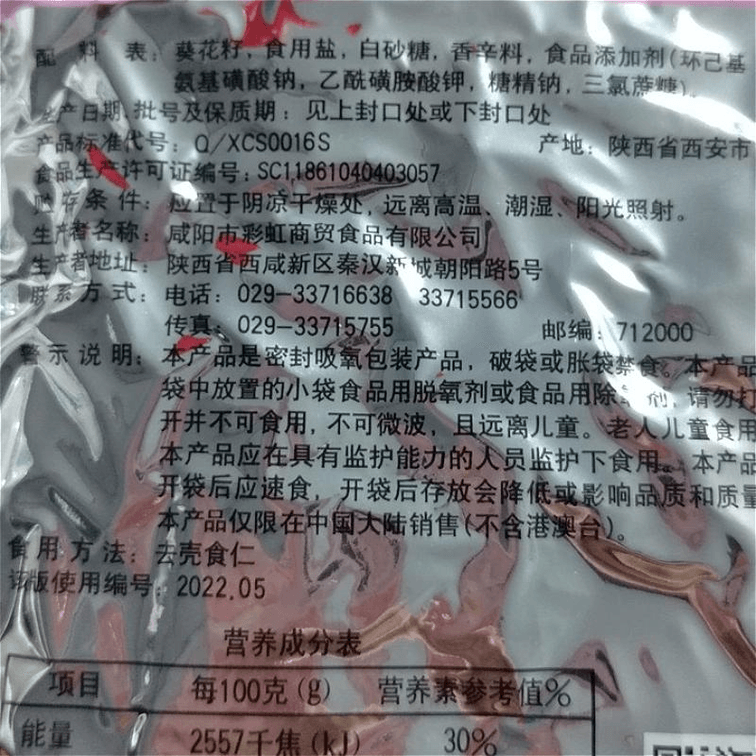 配 料 表：葵花籽，食用盐，白砂糖，香辛料，食品添加剂（环己基
氨基磺酸钠，乙酰磺胺酸钾，糖精钠，三氯蔗糖）。
生产日期、批号及保质期：见上封口处或下封口处
产品标准代号：Q/XCS0016S 产地：陕西省西安市
食品生产许可证编号：SC11861040403057
贮存条件：应置于阴凉干燥处，远离高温、潮湿、阳光照射。
生产者名称：咸阳市彩虹商贸食品有限公司
生产者地址：陕西省西咸新区秦汉新城朝阳路5号
联系方式：电话：029-33716638 33715566
传真：029-33715755 邮编：712000
警示说明：本产品是密封吸氧包装产品，破袋或胀袋禁食。本产品
袋中放置的小袋食品用脱氧剂或食品用除 剂，请勿打
开并不可食用，不可微波，且远离儿童。老人儿童食用
本产品应在具有监护能力的人员监护下食用。本产品
开袋后应速食，开袋后存放会降低或影响品质和质量
本产品仅限在中国大陆销售（不含港澳台）。
食用方法：去壳食仁
该版使用编号：2022.05
营养成分表
项目 每100克（g） 营养素参考值%
能量 2557千焦（kJ） 30%